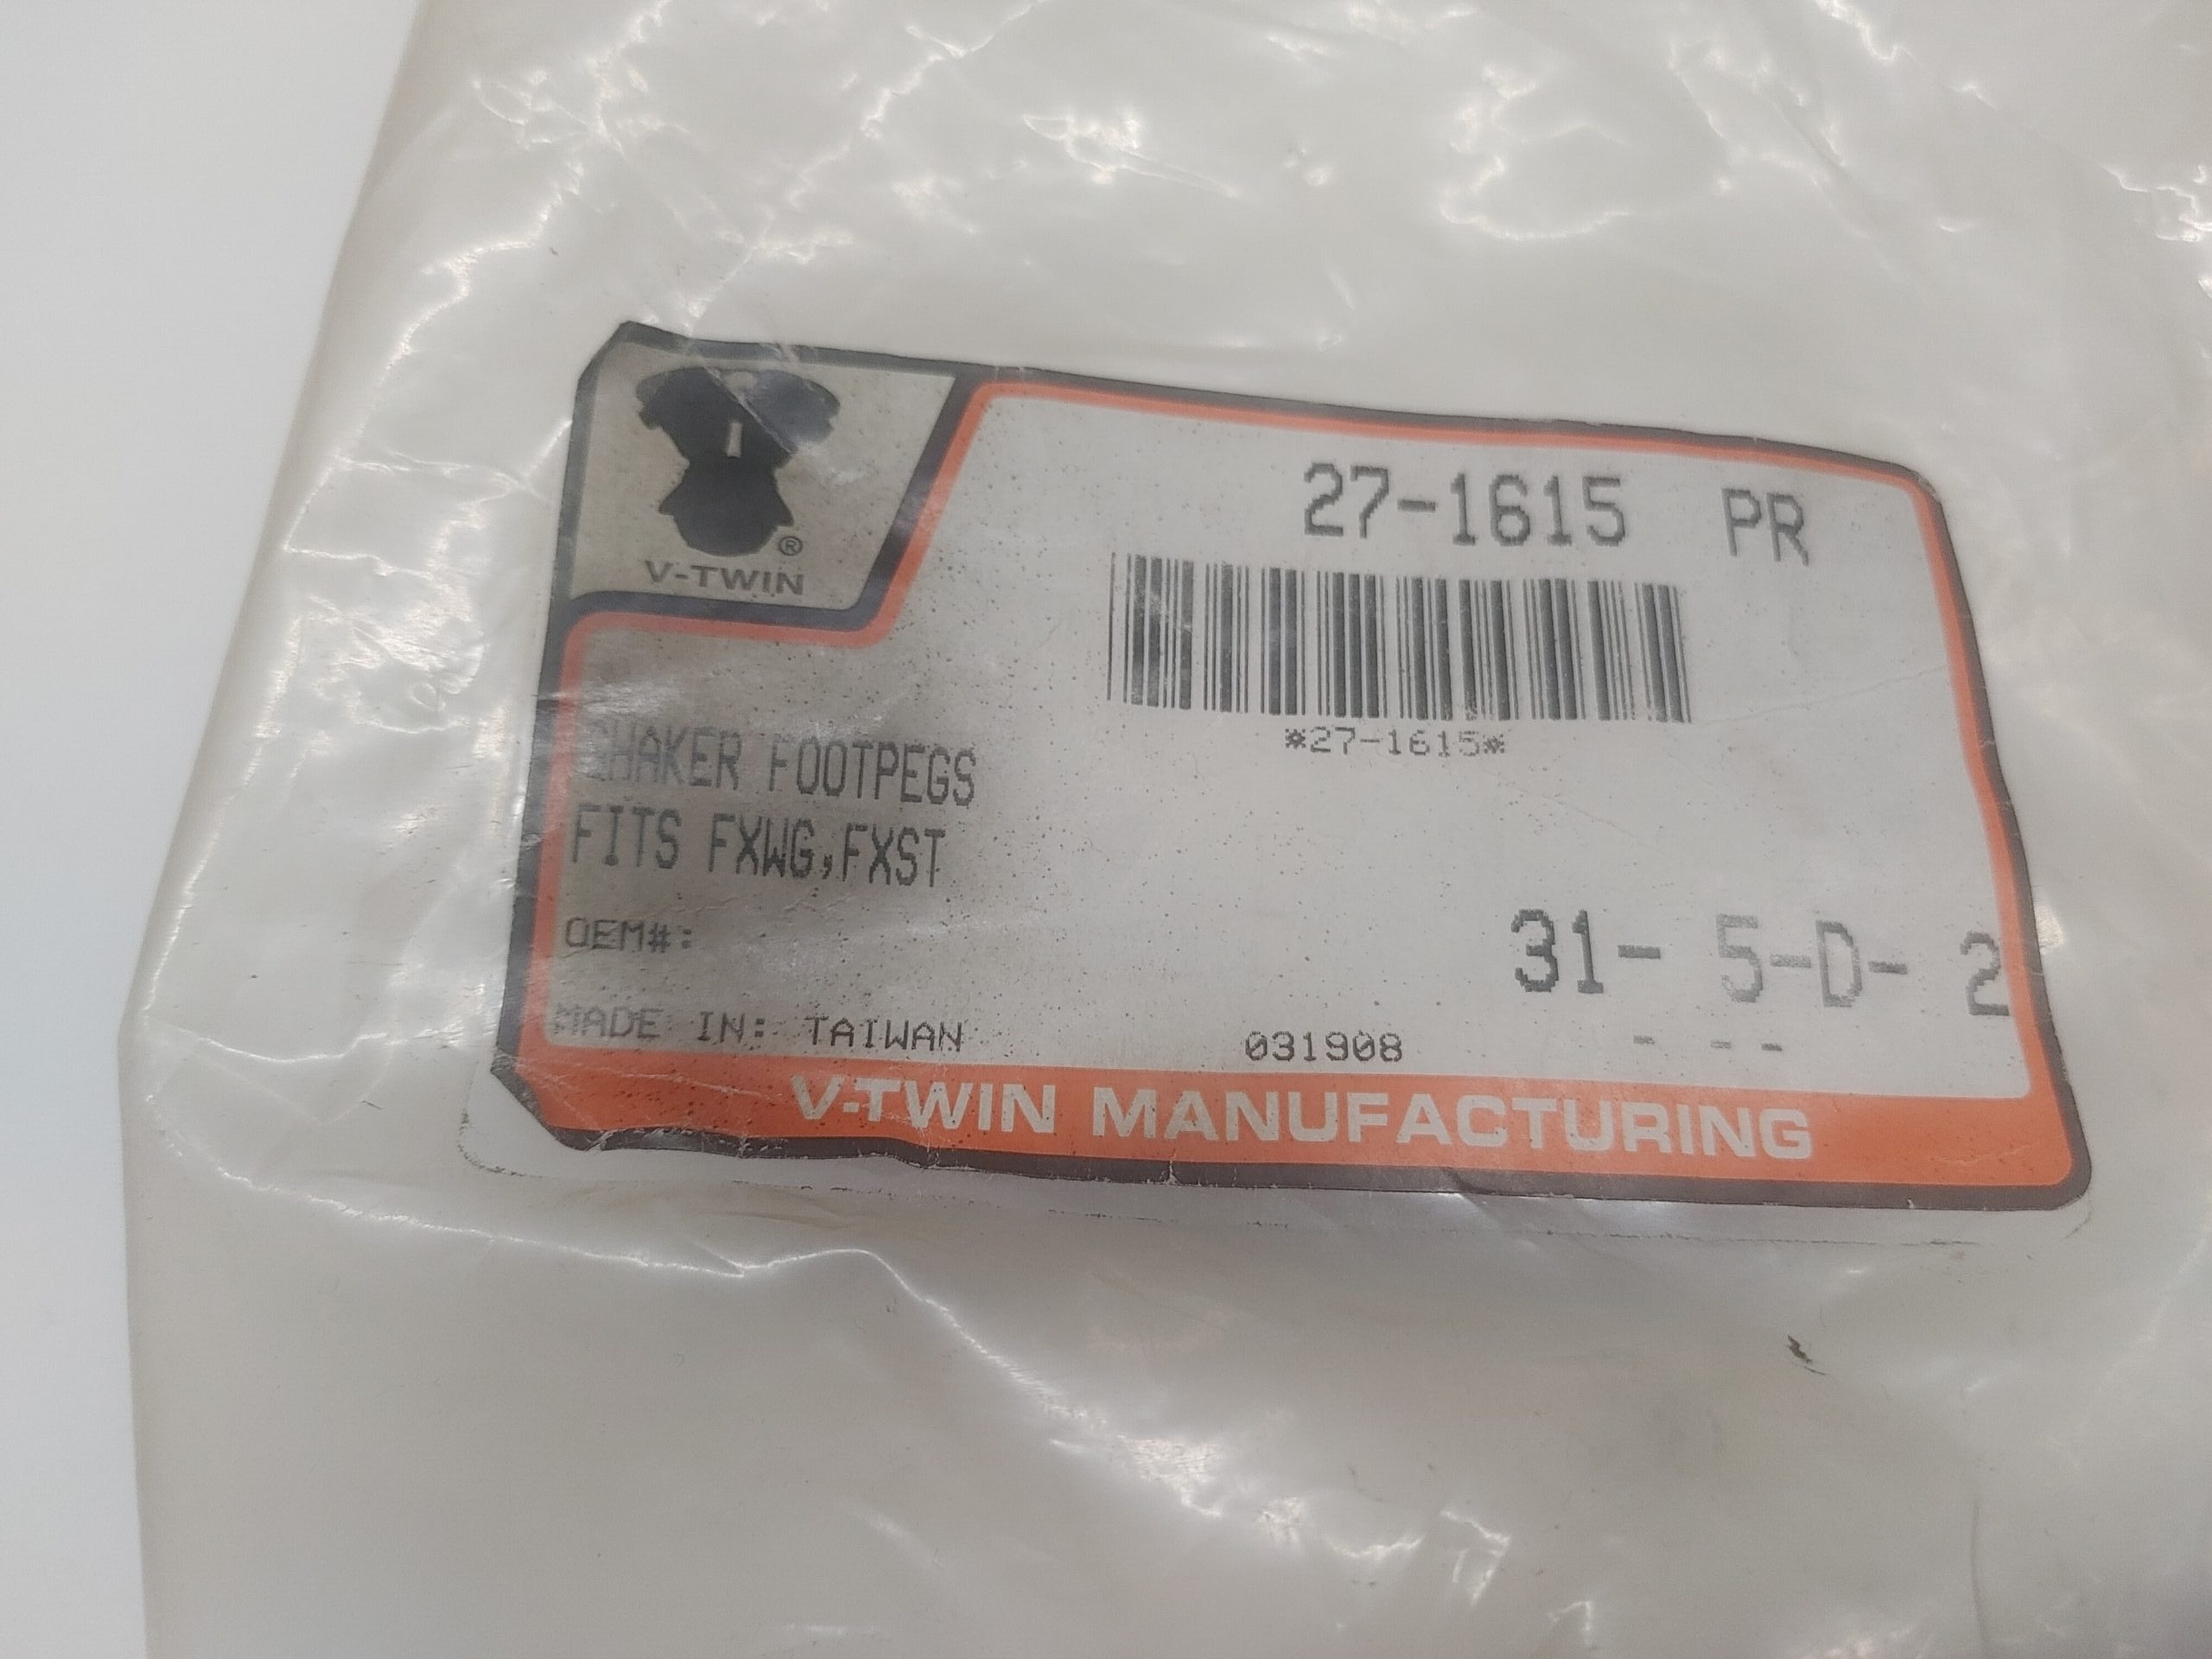 27-1615 PR
®
V-TWIN
*27-1615*
SHAKER FOOTPEGS
FITS FXWG,FXST
OEM#:
31- 5-D- 2
MADE IN: TAIWAN 031908 - - -
V-TWIN MANUFACTURING